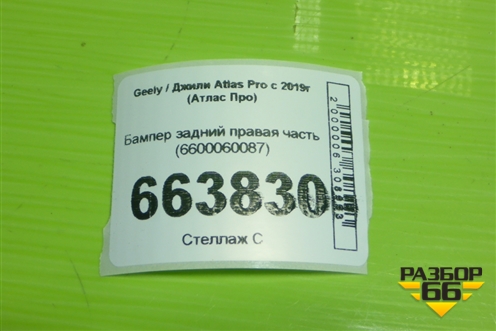 Geely / Джили Atlas Pro с 2019г
(Атлас Про)
Бампер задний правая часть
(6600060087)
663830
Стеллаж С
РАЗБОР
66